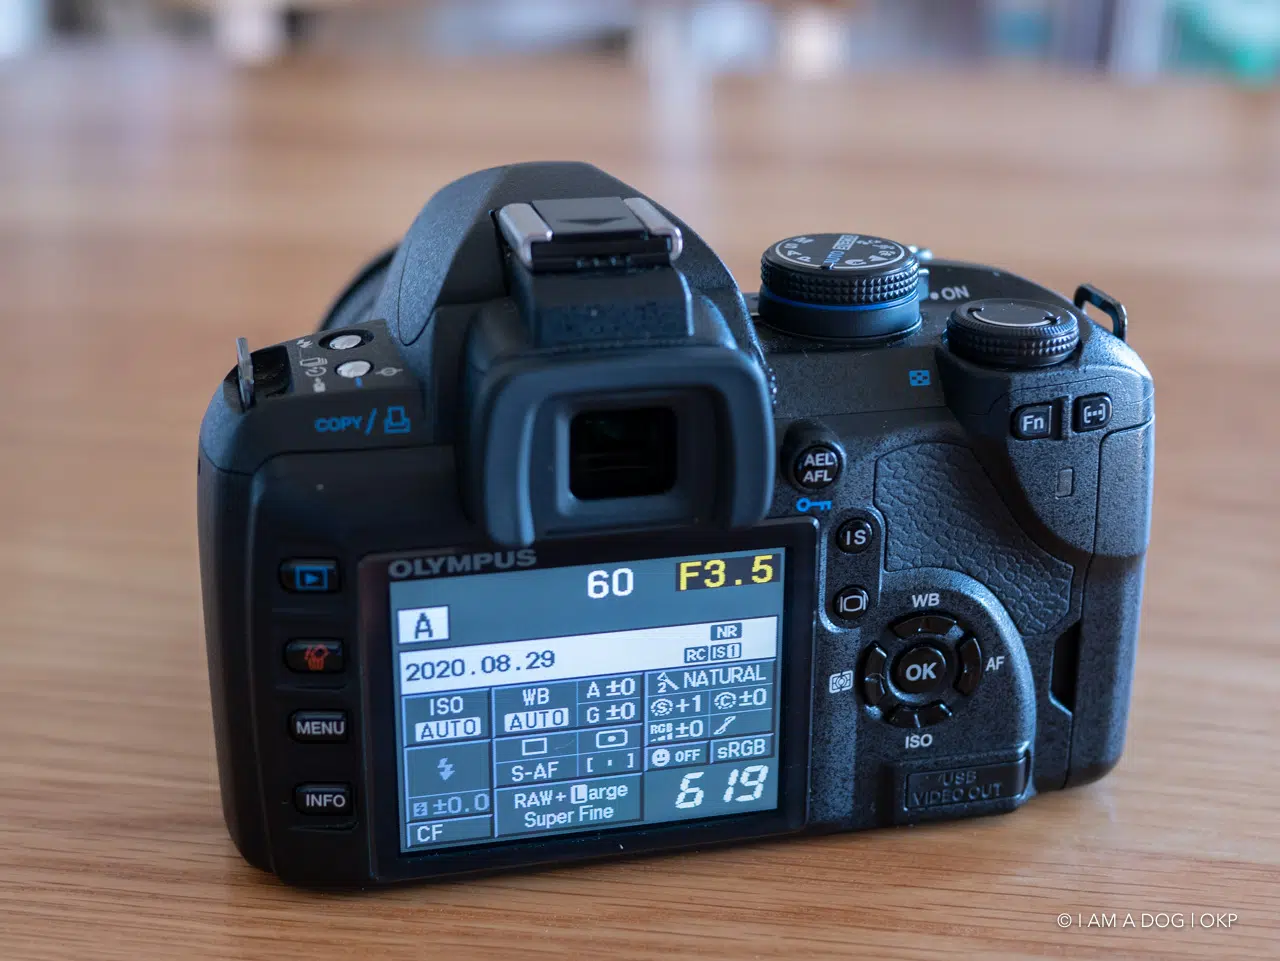 ON
COPY /
Fn
AEL
AFL
IS
OLYMPUS
60 F3.5
A
NR
2020.08.29
RC IS1
ISO
AUTO
WB
AUTO
A ±0
G ±0
NATURAL
S +1 C ±0
RGB ±0
S-AF
[ ▪ ]
OFF sRGB
±0.0
RAW+Large
Super Fine
619
CF
MENU
INFO
WB
AF
OK
ISO
USB
VIDEO OUT
© I AM A DOG | OKP